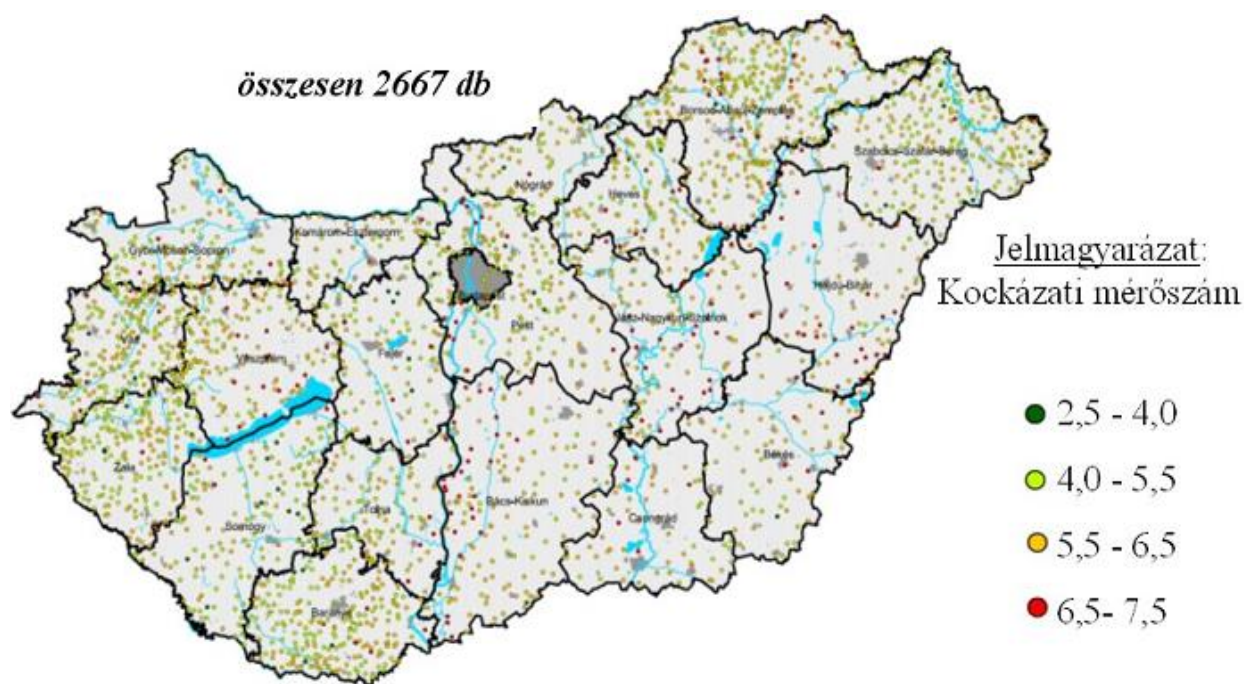 összesen 2667 db
Borsod-Abaúj-Zemplén
Szabolcs-Szatmár-Bereg
Nógrád
Heves
Győr-Moson-Sopron
Komárom-Esztergom
Jelmagyarázat:
Kockázati mérőszám
Hajdú-Bihar
Pest
Jász-Nagykun-Szolnok
Vas
Veszprém
Fejér
Zala
Békés
Bács-Kiskun
Tolna
Csongrád
Somogy
Baranya
2,5 - 4,0
4,0 - 5,5
5,5 - 6,5
6,5- 7,5